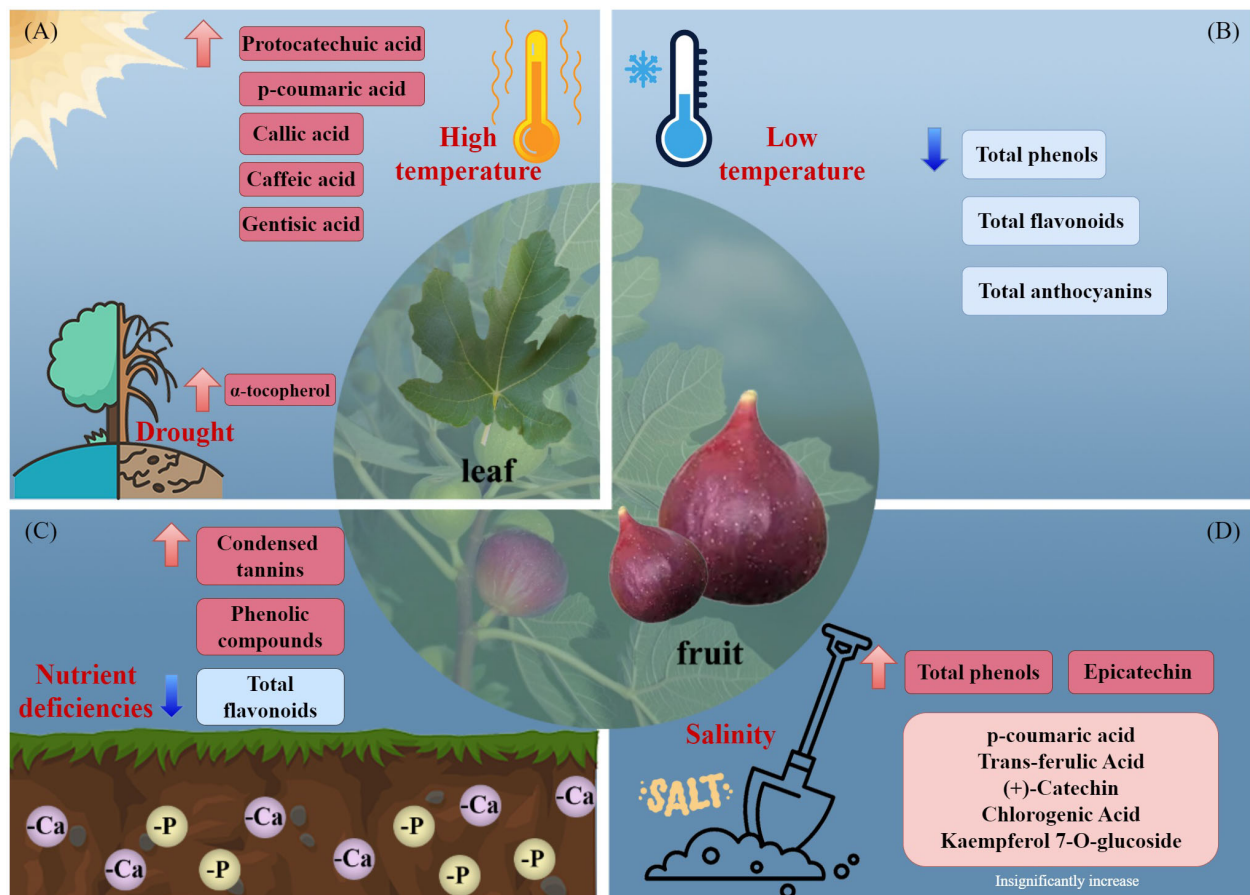 (A)
Protocatechuic acid
p-coumaric acid
Callic acid
Caffeic acid
Gentisic acid
High
temperature
α-tocopherol
Drought
leaf
(B)
Low
temperature
Total phenols
Total flavonoids
Total anthocyanins
(C)
Condensed
tannins
Phenolic
compounds
Nutrient
deficiencies
Total
flavonoids
-Ca
-P
-Ca
-P
-Ca
-Ca
-Ca
-P
-Ca
-P
-P
(D)
fruit
Total phenols
Epicatechin
Salinity
SALT
p-coumaric acid
Trans-ferulic Acid
(+)-Catechin
Chlorogenic Acid
Kaempferol 7-O-glucoside
Insignificantly increase